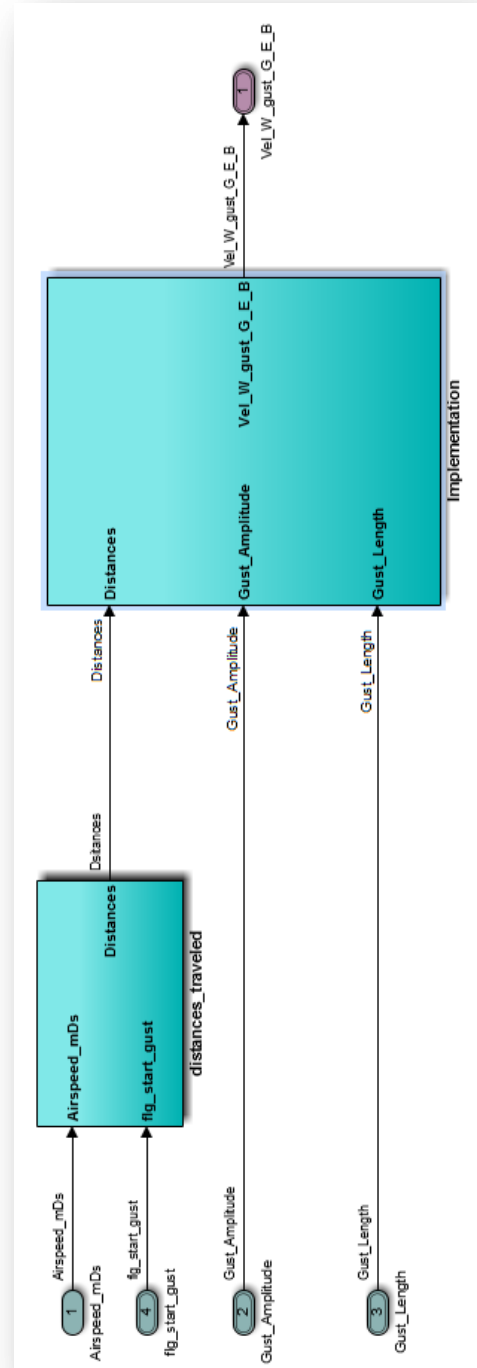 Airspeed_mDs
1
Airspeed_mDs
Airspeed_mDs
flg_start_gust
4
flg_start_gust
flg_start_gust
Distances
distances_traveled
Dsitances
Distances
Distances
Gust_Amplitude
2
Gust_Amplitude
Gust_Amplitude
Gust_Amplitude
Gust_Length
3
Gust_Length
Gust_Length
Gust_Length
Vel_W_gust_G_E_B
Implementation
Vel_W_gust_G_E_B
1
Vel_W_gust_G_E_B